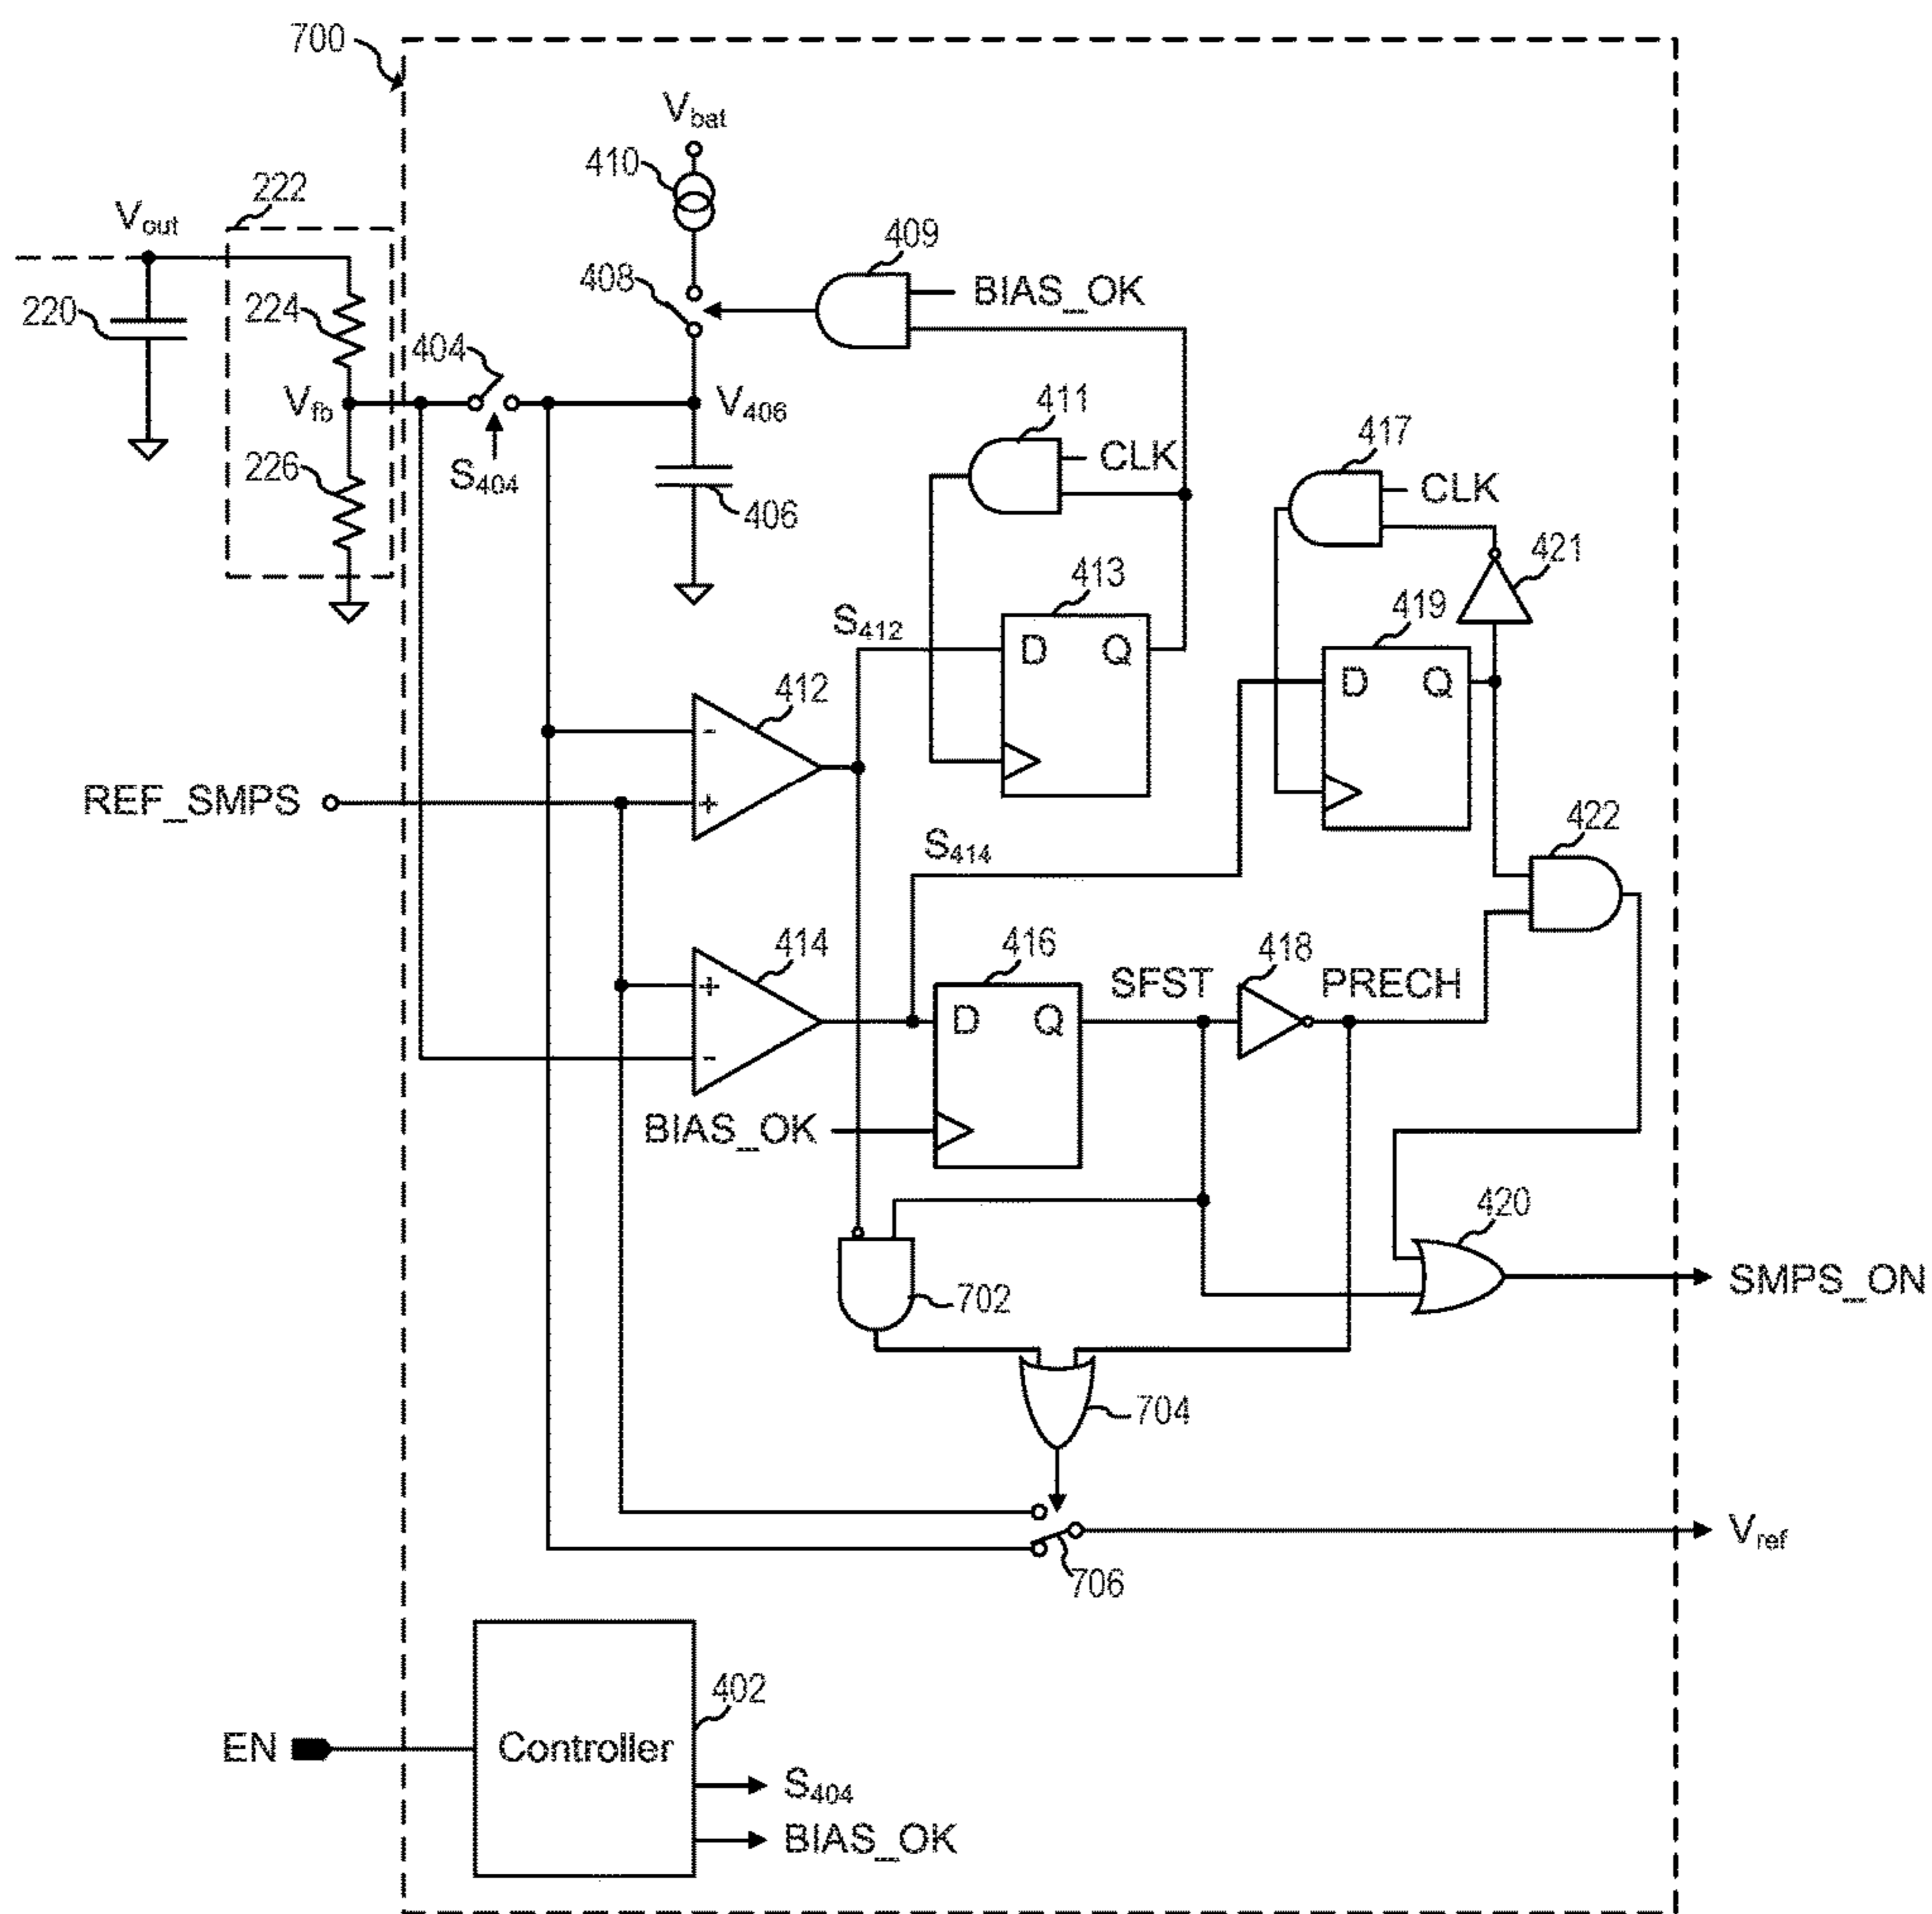 700
Vbat
410
222
Vout
409
408
BIAS_OK
220
224
404
411
417
Vfb
V406
CLK
CLK
226
S404
406
421
413
419
S412
D Q
D Q
412
-
REF_SMPS
+
422
S414
414
416
418
+
SFST
PRECH
D Q
-
BIAS_OK
420
SMPS_ON
702
704
Vref
706
402
EN
Controller
S404
BIAS_OK